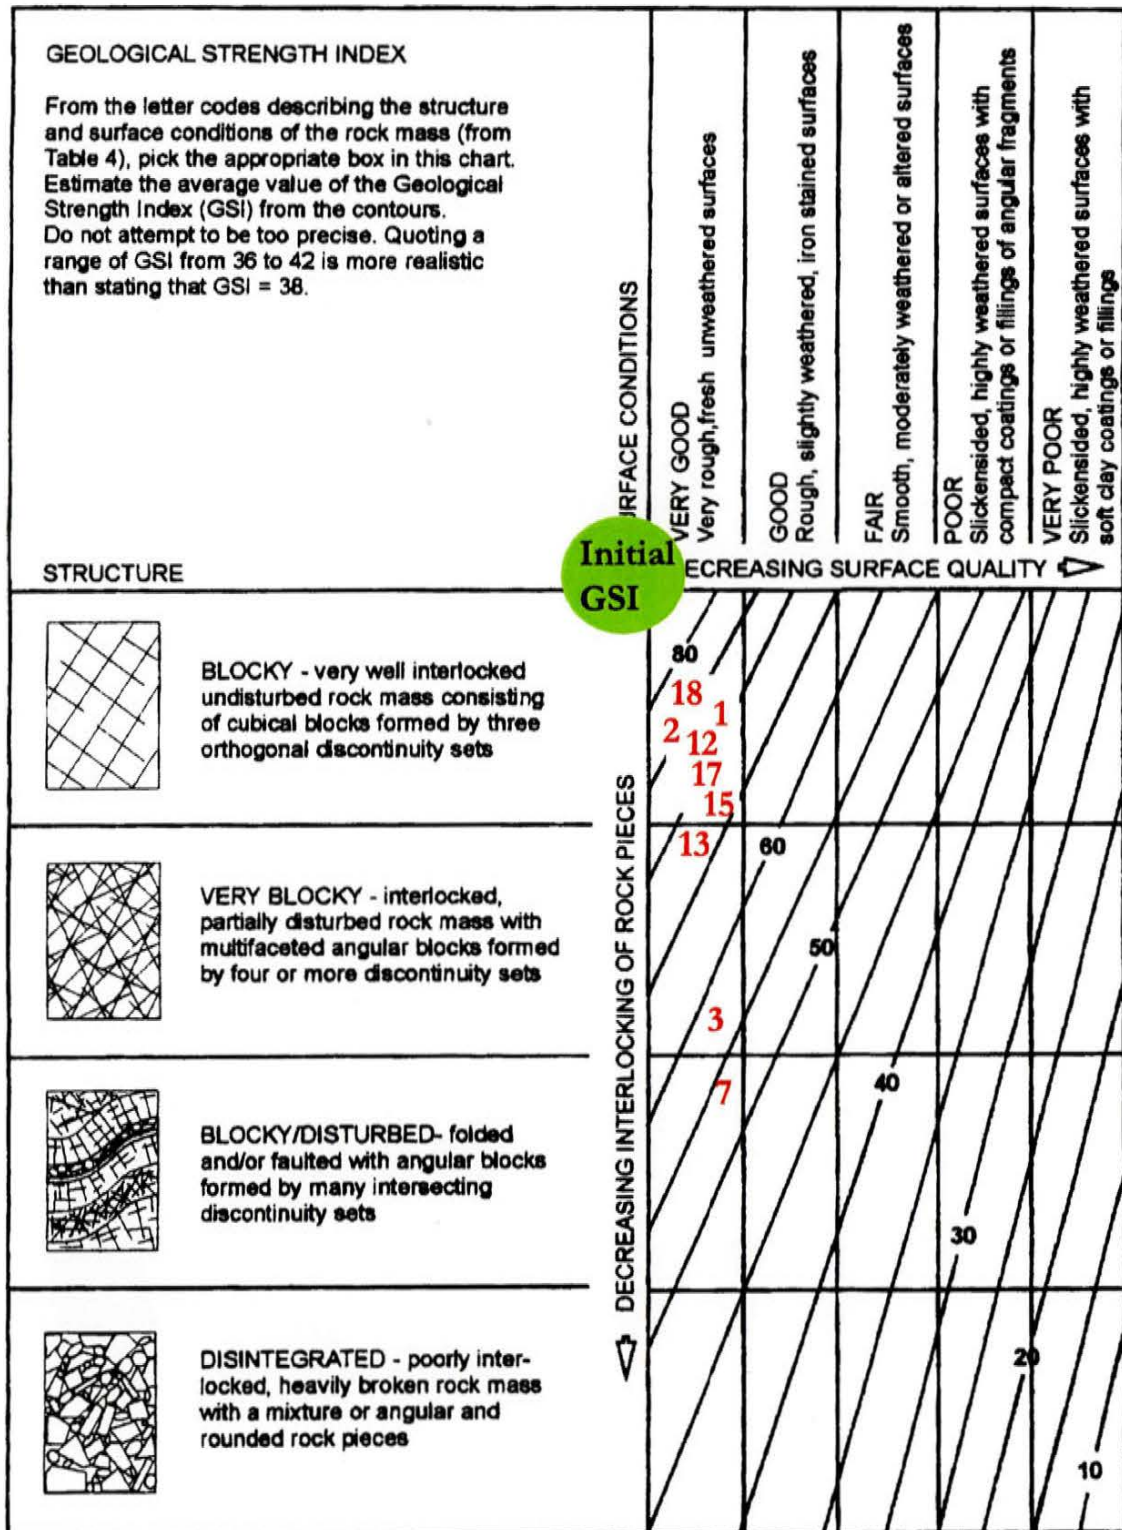 GEOLOGICAL STRENGTH INDEX
From the letter codes describing the structure
and surface conditions of the rock mass (from
Table 4), pick the appropriate box in this chart.
Estimate the average value of the Geological
Strength Index (GSI) from the contours.
Do not attempt to be too precise. Quoting a
range of GSI from 36 to 42 is more realistic
than stating that GSI = 38.
RFACE CONDITIONS
VERY GOOD
Very rough,fresh unweathered surfaces
GOOD
Rough, slightly weathered, iron stained surfaces
FAIR
Smooth, moderately weathered or altered surfaces
POOR
Slickensided, highly weathered surfaces with
compact coatings or fillings of angular fragments
VERY POOR
Slickensided, highly weathered surfaces with
soft clay coatings or fillings
STRUCTURE
Initial
GSI
ECREASING SURFACE QUALITY
BLOCKY - very well interlocked
undisturbed rock mass consisting
of cubical blocks formed by three
orthogonal discontinuity sets
VERY BLOCKY - interlocked,
partially disturbed rock mass with
multifaceted angular blocks formed
by four or more discontinuity sets
BLOCKY/DISTURBED- folded
and/or faulted with angular blocks
formed by many intersecting
discontinuity sets
DISINTEGRATED - poorly inter-
locked, heavily broken rock mass
with a mixture or angular and
rounded rock pieces
DECREASING INTERLOCKING OF ROCK PIECES
80
18
1
2
12
17
15
13
60
50
3
7
40
30
20
10